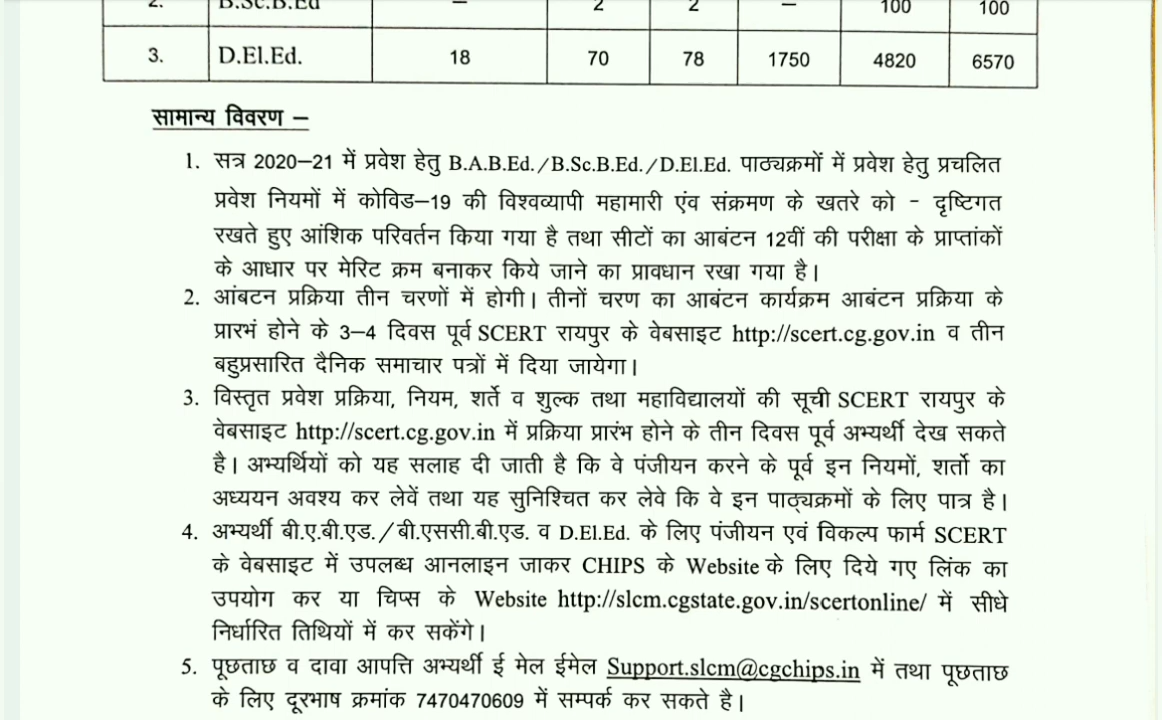 2. B.Sc.B.Ed — 2 2 — 100 100
3. D.El.Ed. 18 70 78 1750 4820 6570
सामान्य विवरण –
1. सत्र 2020–21 में प्रवेश हेतु B.A.B.Ed./B.Sc.B.Ed./D.El.Ed. पाठ्यक्रमों में प्रवेश हेतु प्रचलित
प्रवेश नियमों में कोविड–19 की विश्वव्यापी महामारी एंव संक्रमण के खतरे को - दृष्टिगत
रखते हुए आंशिक परिवर्तन किया गया है तथा सीटों का आबंटन 12वीं की परीक्षा के प्राप्तांकों
के आधार पर मेरिट क्रम बनाकर किये जाने का प्रावधान रखा गया है।
2. आंबटन प्रक्रिया तीन चरणों में होगी। तीनों चरण का आबंटन कार्यक्रम आबंटन प्रक्रिया के
प्रारभं होने के 3–4 दिवस पूर्व SCERT रायपुर के वेबसाइट http://scert.cg.gov.in व तीन
बहुप्रसारित दैनिक समाचार पत्रों में दिया जायेगा।
3. विस्तृत प्रवेश प्रक्रिया, नियम, शर्ते व शुल्क तथा महाविद्यालयों की सूची SCERT रायपुर के
वेबसाइट http://scert.cg.gov.in में प्रक्रिया प्रारंभ होने के तीन दिवस पूर्व अभ्यर्थी देख सकते
है। अभ्यर्थियों को यह सलाह दी जाती है कि वे पंजीयन करने के पूर्व इन नियमों, शर्तो का
अध्ययन अवश्य कर लेवें तथा यह सुनिश्चित कर लेवे कि वे इन पाठ्यक्रमों के लिए पात्र है।
4. अभ्यर्थी बी.ए.बी.एड./बी.एससी.बी.एड. व D.El.Ed. के लिए पंजीयन एवं विकल्प फार्म SCERT
के वेबसाइट में उपलब्ध आनलाइन जाकर CHIPS के Website के लिए दिये गए लिंक का
उपयोग कर या चिप्स के Website http://slcm.cgstate.gov.in/scertonline/ में सीधे
निर्धारित तिथियों में कर सकेंगे।
5. पूछताछ व दावा आपत्ति अभ्यर्थी ई मेल ईमेल Support.slcm@cgchips.in में तथा पूछताछ
के लिए दूरभाष क्रमांक 7470470609 में सम्पर्क कर सकते है।